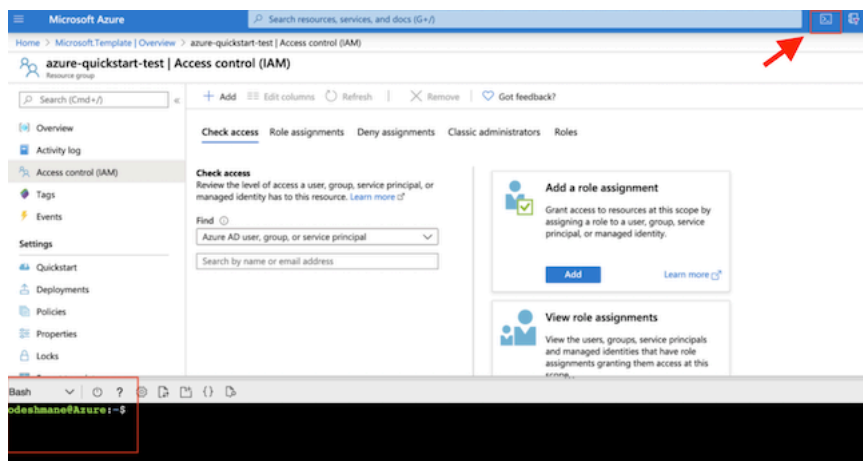 Microsoft Azure
Search resources, services, and docs (G+/)
Home > Microsoft.Template | Overview > azure-quickstart-test | Access control (IAM)
azure-quickstart-test | Access control (IAM)
Resource group
Search (Cmd+/)
«
Add
Edit columns
Refresh
Remove
Got feedback?
Overview
Activity log
Access control (IAM)
Tags
Events
Settings
Quickstart
Deployments
Policies
Properties
Locks
Check access
Role assignments
Deny assignments
Classic administrators
Roles
Check access
Review the level of access a user, group, service principal, or
managed identity has to this resource. Learn more
Find
Azure AD user, group, or service principal
Search by name or email address
Add a role assignment
Grant access to resources at this scope by
assigning a role to a user, group, service
principal, or managed identity.
Add
Learn more
View role assignments
View the users, groups, service principals
and managed identities that have role
assignments granting them access at this
scope...
Bash
?
{}
odeshmane@Azure:~$